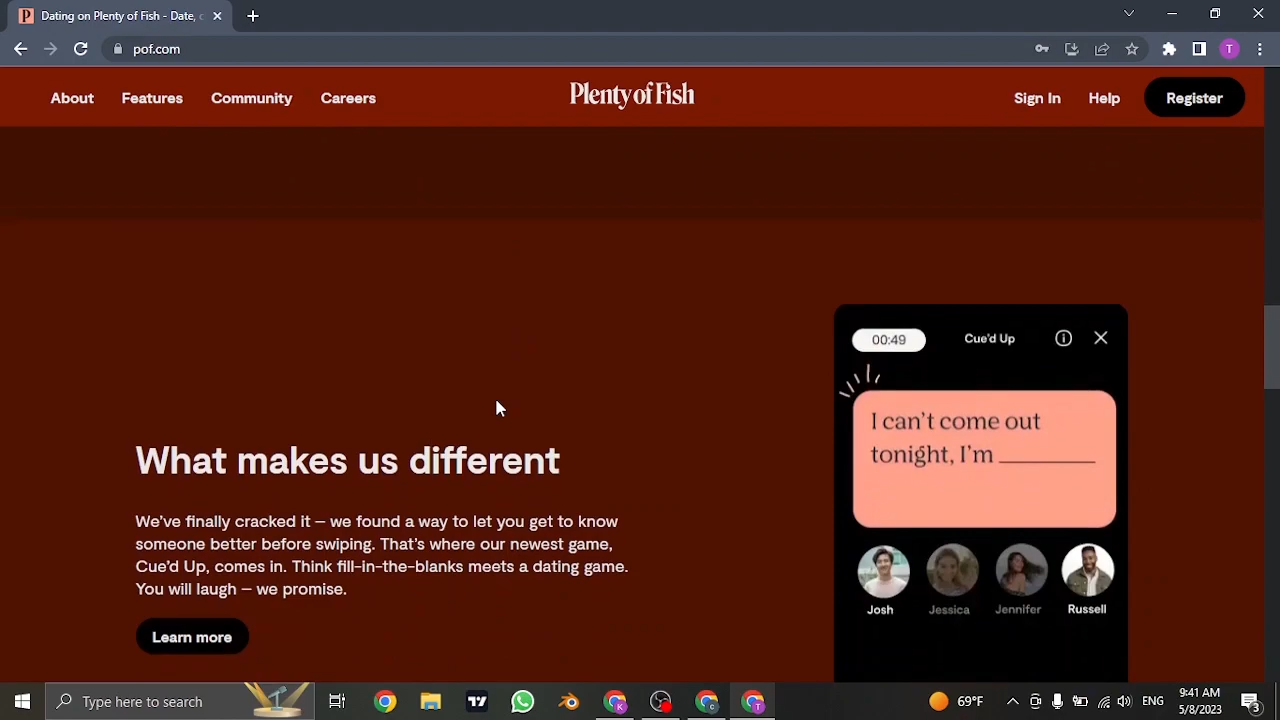 Dating on Plenty of Fish - Date,
pof.com
T
About Features Community Careers
Plenty of Fish
Sign In Help Register
00:49
Cue'd Up
I can't come out
tonight, I'm __________
What makes us different
We've finally cracked it – we found a way to let you get to know
someone better before swiping. That's where our newest game,
Cue'd Up, comes in. Think fill-in-the-blanks meets a dating game.
You will laugh – we promise.
Learn more
Josh Jessica Jennifer Russell
Type here to search
69°F
ENG
9:41 AM
5/8/2023